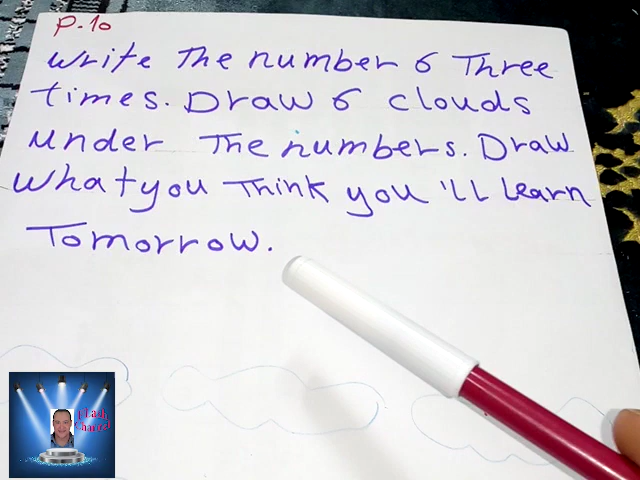 P.10
Write The number 6 Three
times. Draw 6 clouds
under The numbers. Draw
what you Think you'll learn
Tomorrow.